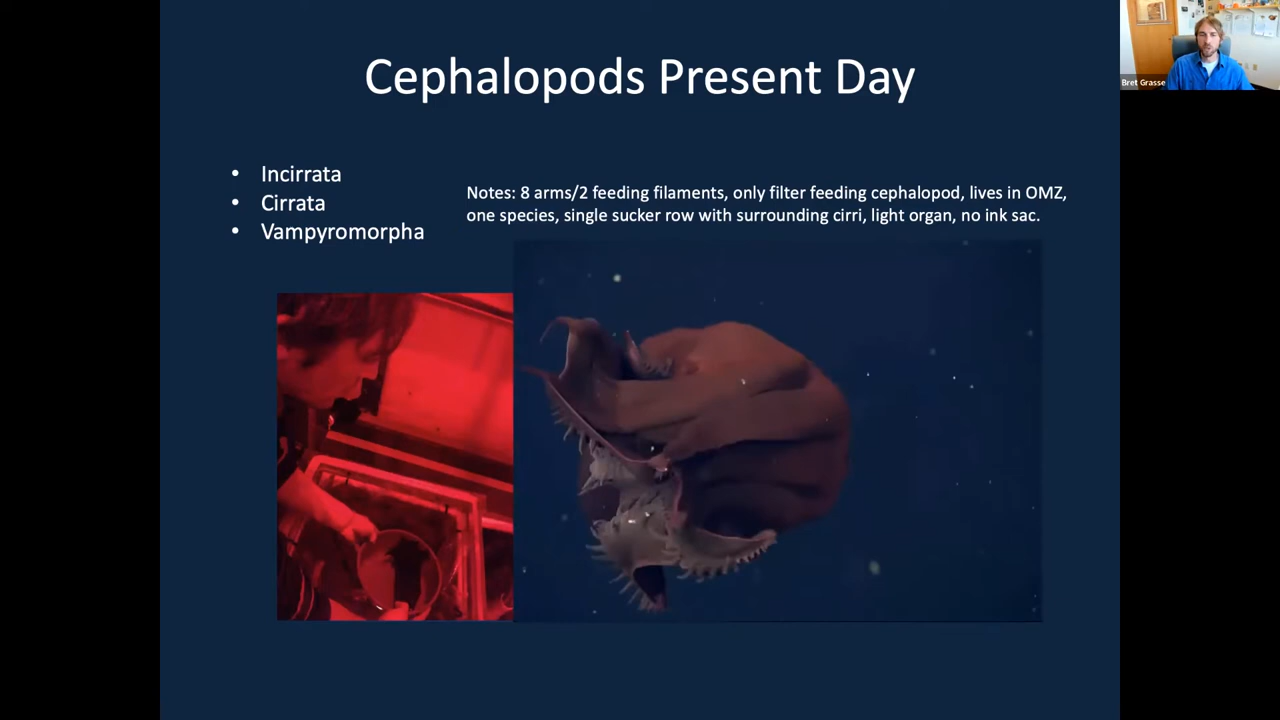 Cephalopods Present Day
Bret Grasse
• Incirrata
• Cirrata
• Vampyromorpha
Notes: 8 arms/2 feeding filaments, only filter feeding cephalopod, lives in OMZ,
one species, single sucker row with surrounding cirri, light organ, no ink sac.